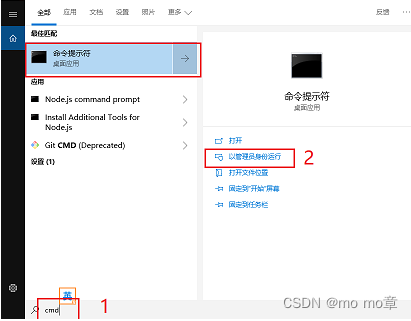 全部 应用 文档 设置 照片 更多 反馈 ...
最佳匹配
命令提示符
桌面应用
应用
Node.js command prompt
Install Additional Tools for
Node.js
Git CMD (Deprecated)
设置 (1)
命令提示符
桌面应用
打开
以管理员身份运行
2
打开文件位置
固定到"开始"屏幕
固定到任务栏
英
cmd
1
CSDN @mo mo章